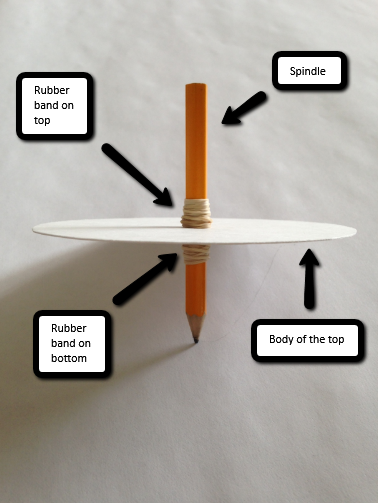 Rubber
band on
top
Spindle
Rubber
band on
bottom
Body of the top